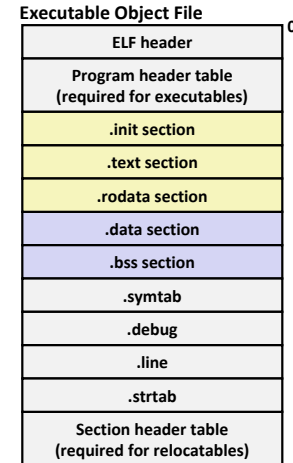 Executable Object File
0
ELF header
Program header table
(required for executables)
.init section
.text section
.rodata section
.data section
.bss section
.symtab
.debug
.line
.strtab
Section header table
(required for relocatables)